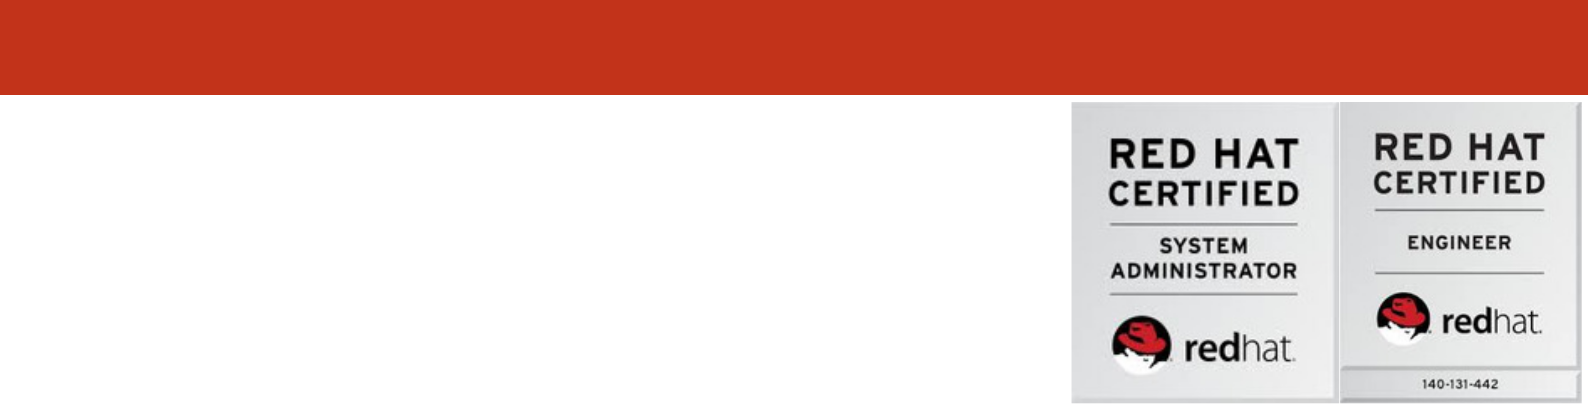 RED HAT
CERTIFIED
SYSTEM
ADMINISTRATOR
redhat.
RED HAT
CERTIFIED
ENGINEER
redhat.
140-131-442